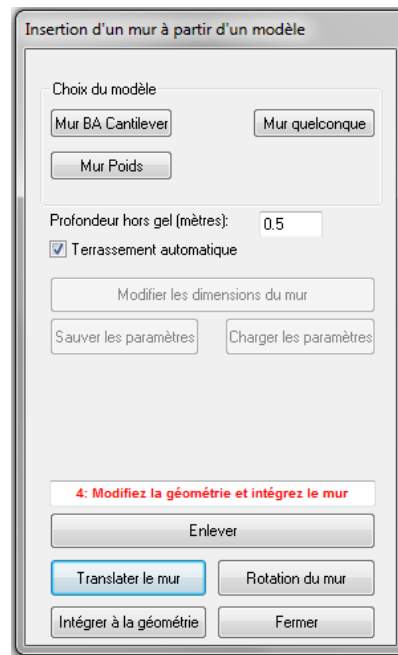 Insertion d'un mur à partir d'un modèle
Choix du modèle
Mur BA Cantilever
Mur quelconque
Mur Poids
Profondeur hors gel (mètres):
0.5
Terrassement automatique
Modifier les dimensions du mur
Sauver les paramètres
Charger les paramètres
4: Modifiez la géométrie et intégrez le mur
Enlever
Translater le mur
Rotation du mur
Intégrer à la géométrie
Fermer